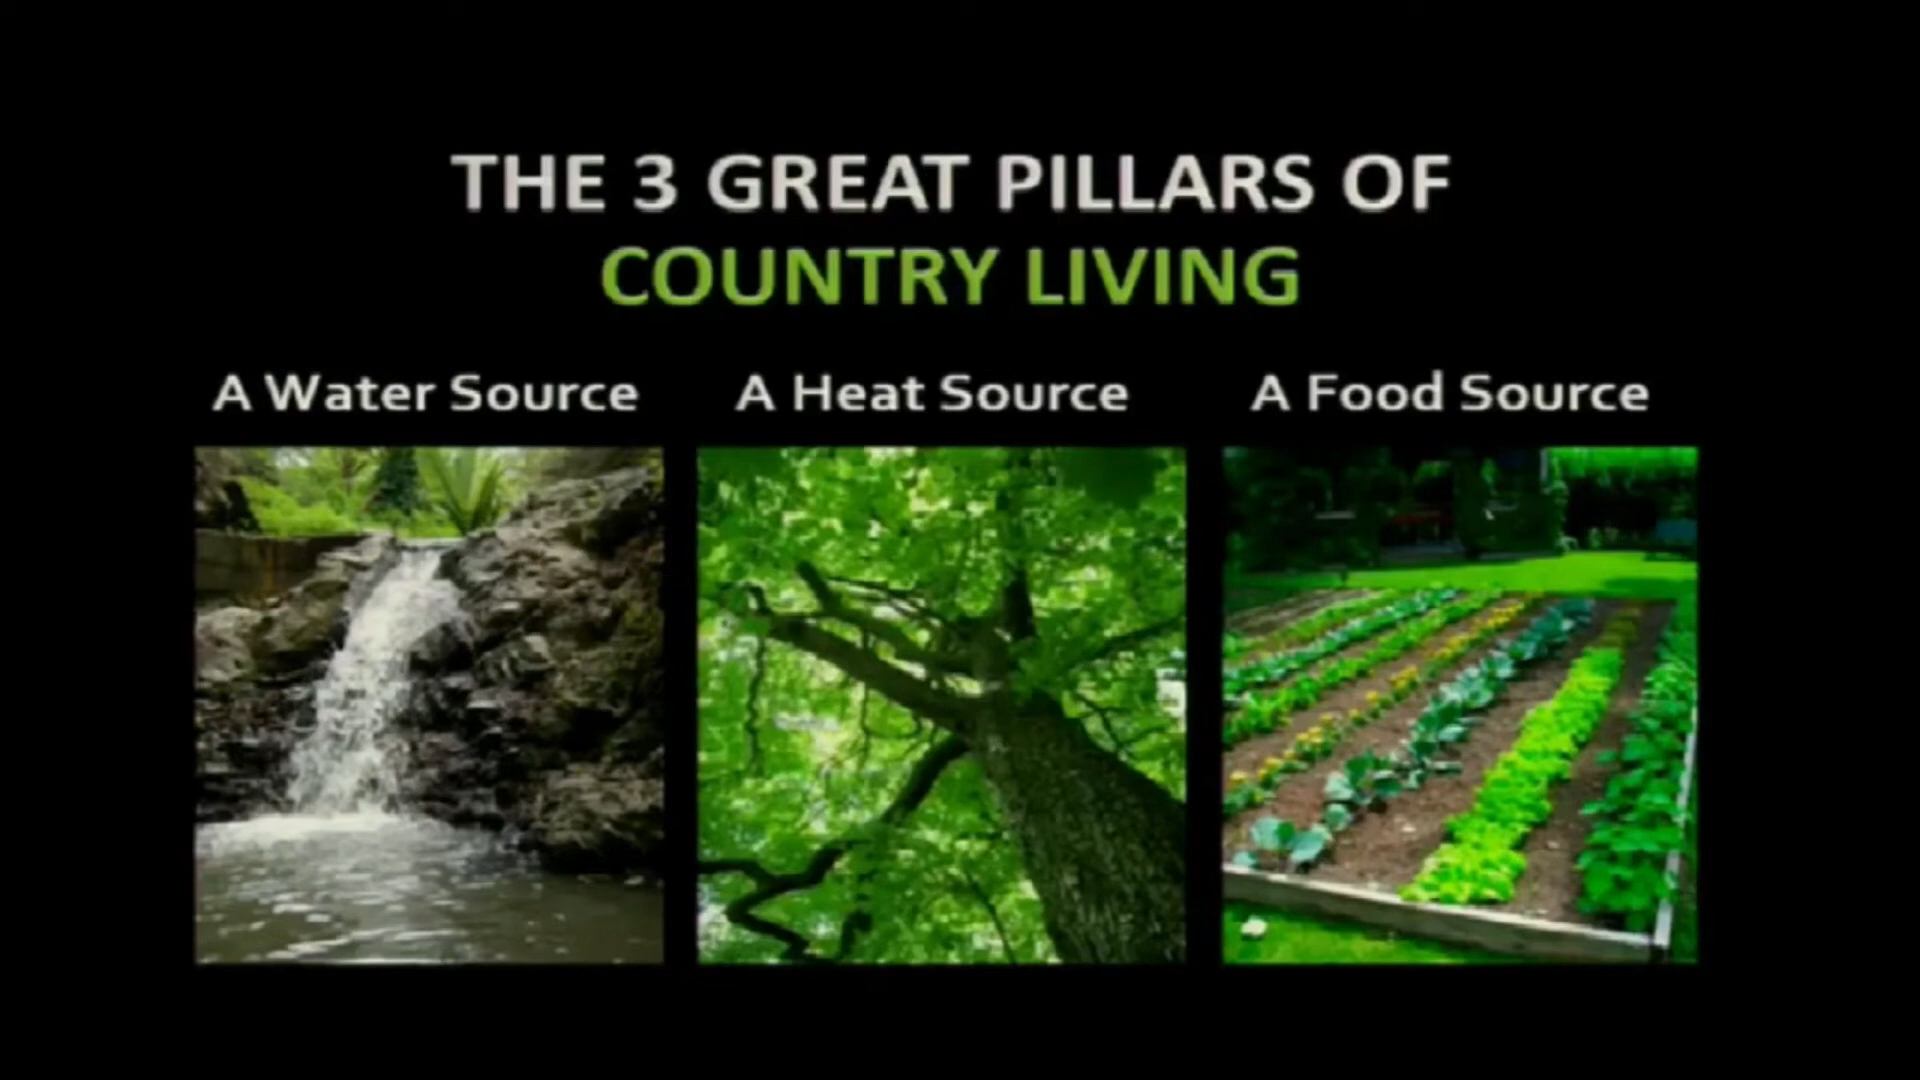 THE 3 GREAT PILLARS OF
COUNTRY LIVING
A Water Source
A Heat Source
A Food Source